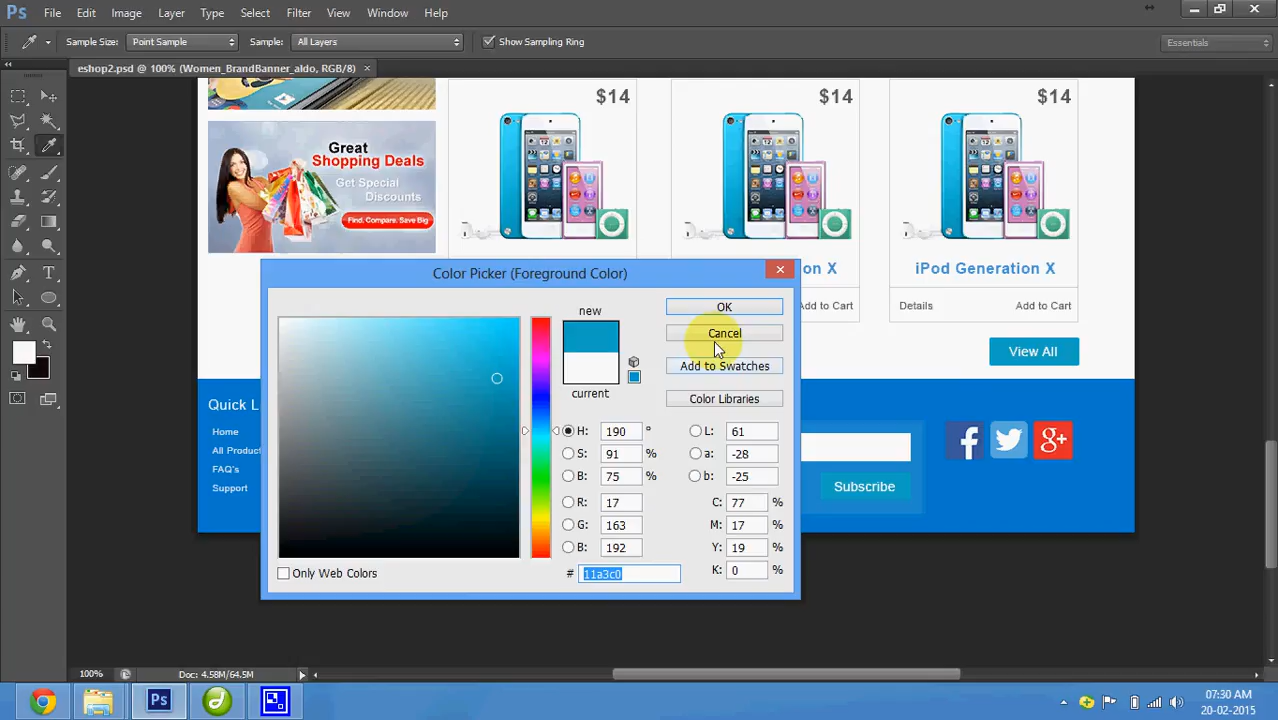 Ps File Edit Image Layer Type Select Filter View Window Help
Sample Size: Point Sample Sample: All Layers Show Sampling Ring Essentials
eshop2.psd @ 100% (Women_BrandBanner_aldo, RGB/8) ×
$14 $14 $14
Great
Shopping Deals
Get Special
Discounts
Find. Compare. Save Big
on X iPod Generation X
Add to Cart Details Add to Cart
View All
Color Picker (Foreground Color)
new
current
OK
Cancel
Add to Swatches
Color Libraries
H: 190 ° L: 61
S: 91 % a: -28
B: 75 % b: -25
R: 17 C: 77 %
G: 163 M: 17 %
B: 192 Y: 19 %
# 11a3c0 K: 0 %
Only Web Colors
Quick L
Home
All Product
FAQ's
Support
Subscribe
100% Doc: 4.58M/64.5M
Ps
07:30 AM
20-02-2015